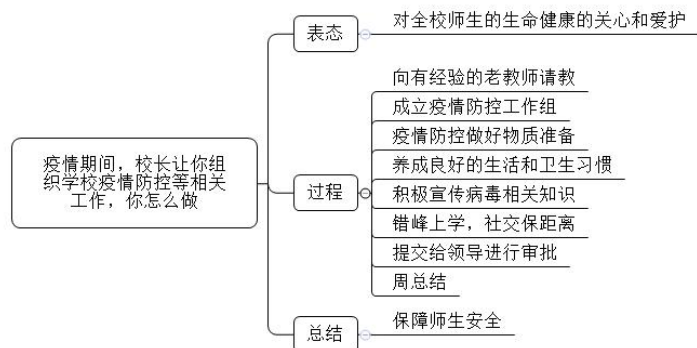 疫情期间，校长让你组
织学校疫情防控等相关
工作，你怎么做
表态
对全校师生的生命健康的关心和爱护
过程
向有经验的老教师请教
成立疫情防控工作组
疫情防控做好物质准备
养成良好的生活和卫生习惯
积极宣传病毒相关知识
错峰上学，社交保距离
提交给领导进行审批
周总结
总结
保障师生安全